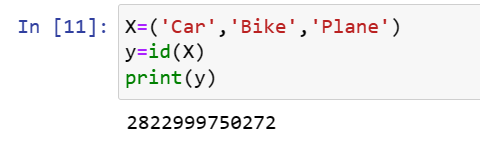 In [11]: X=('Car','Bike','Plane')
y=id(X)
print(y)
2822999750272